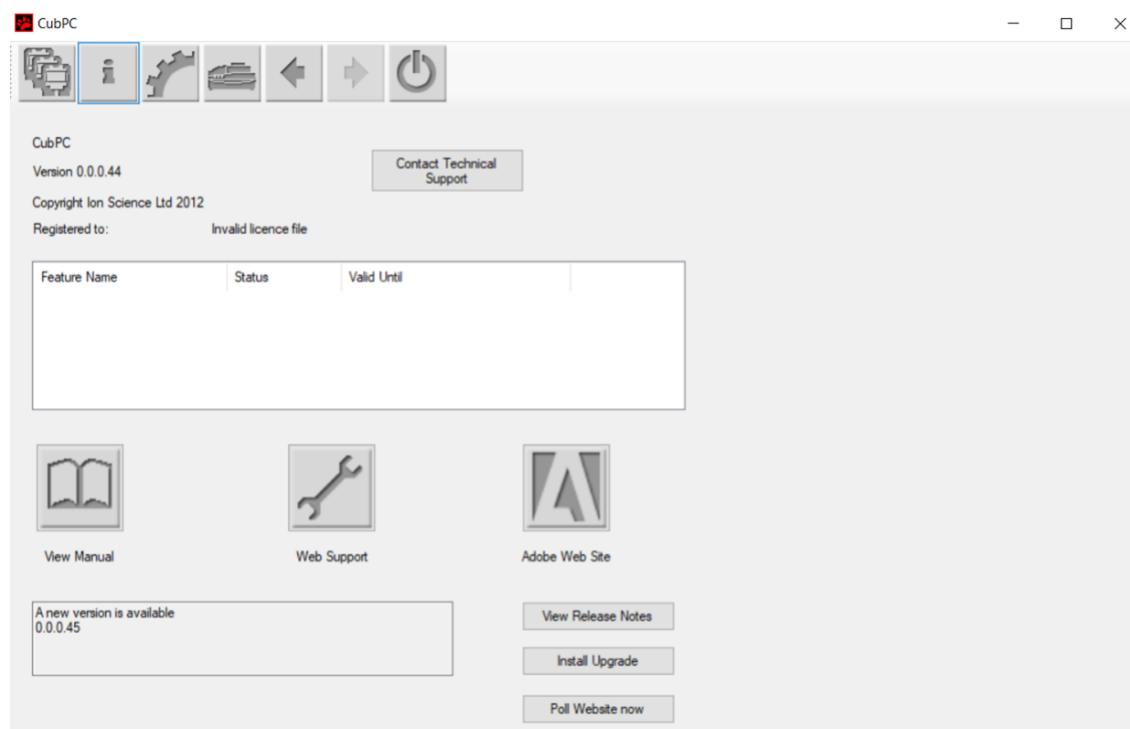 CubPC
i
CubPC
Version 0.0.0.44
Contact Technical
Support
Copyright Ion Science Ltd 2012
Registered to: Invalid licence file
Feature Name Status Valid Until
View Manual Web Support Adobe Web Site
A new version is available
0.0.0.45
View Release Notes
Install Upgrade
Poll Website now